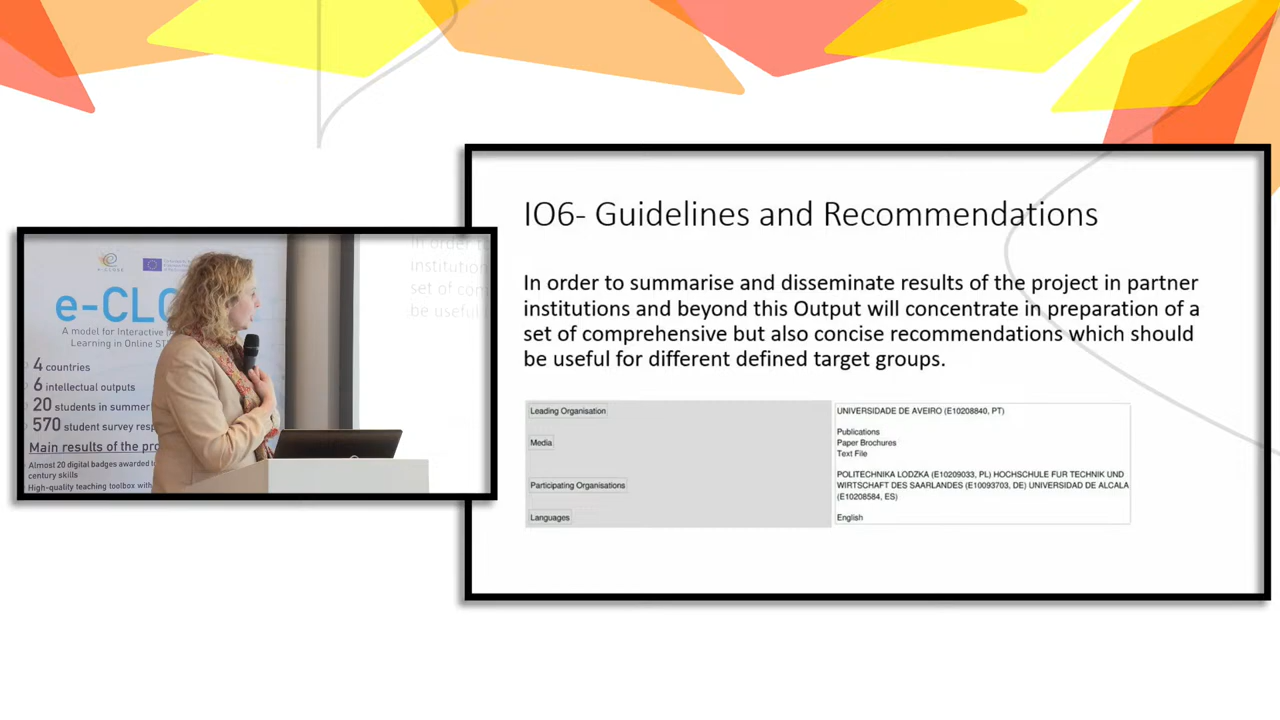 IO6- Guidelines and Recommendations
In order to summarise and disseminate results of the project in partner
institutions and beyond this Output will concentrate in preparation of a
set of comprehensive but also concise recommendations which should
be useful for different defined target groups.
Leading Organisation
UNIVERSIDADE DE AVEIRO (E10208840, PT)
Media
Publications
Paper Brochures
Text File
Participating Organisations
POLITECHNIKA LODZKA (E10209033, PL) HOCHSCHULE FUR TECHNIK UND
WIRTSCHAFT DES SAARLANDES (E10093703, DE) UNIVERSIDAD DE ALCALA
(E10208584, ES)
Languages
English
e-CLO
A model for Interactive
Learning in Online
4 countries
6 intellectual outputs
20 students in summer
570 student survey
Main results of the
Almost 20 digital badges awarded
century skills
High-quality teaching toolbox
In order
institution
set of com
be useful